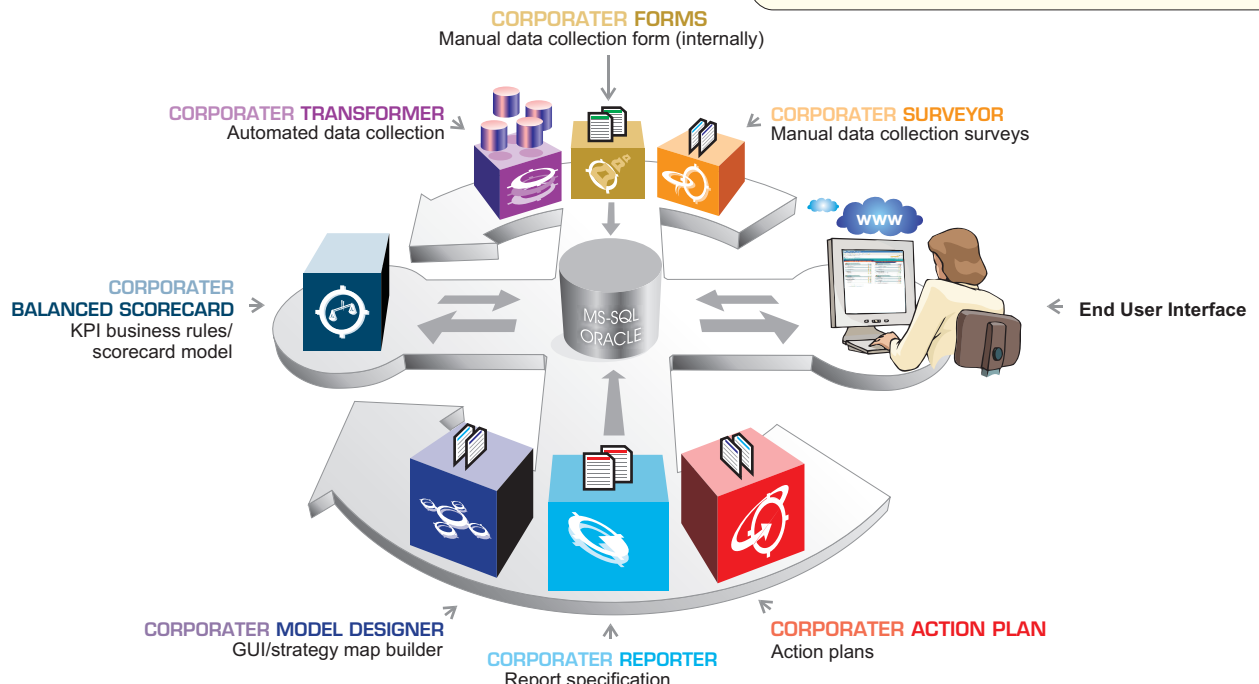 CORPORATER FORMS
Manual data collection form (internally)
CORPORATER TRANSFORMER
Automated data collection
CORPORATER SURVEYOR
Manual data collection surveys
www
CORPORATER
BALANCED SCORECARD
KPI business rules/
scorecard model
MS-SQL
ORACLE
End User Interface
CORPORATER MODEL DESIGNER
GUI/strategy map builder
CORPORATER REPORTER
Report specification
CORPORATER ACTION PLAN
Action plans